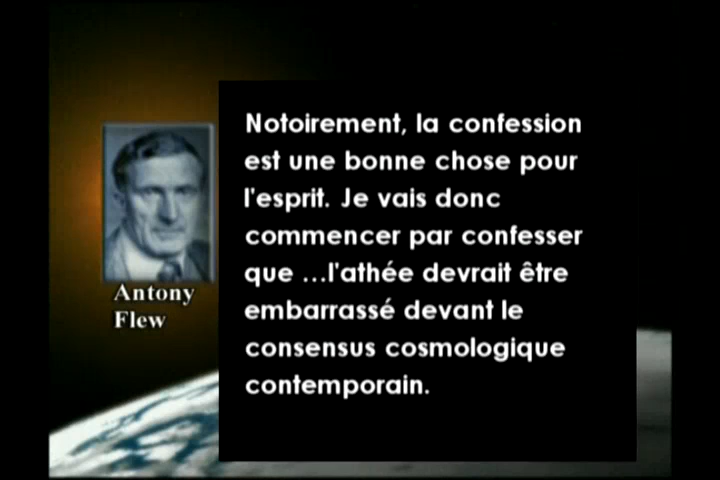 Notoirement, la confession
est une bonne chose pour
l'esprit. Je vais donc
commencer par confesser
que ...l'athée devrait être
embarrassé devant le
consensus cosmologique
contemporain.
Antony
Flew